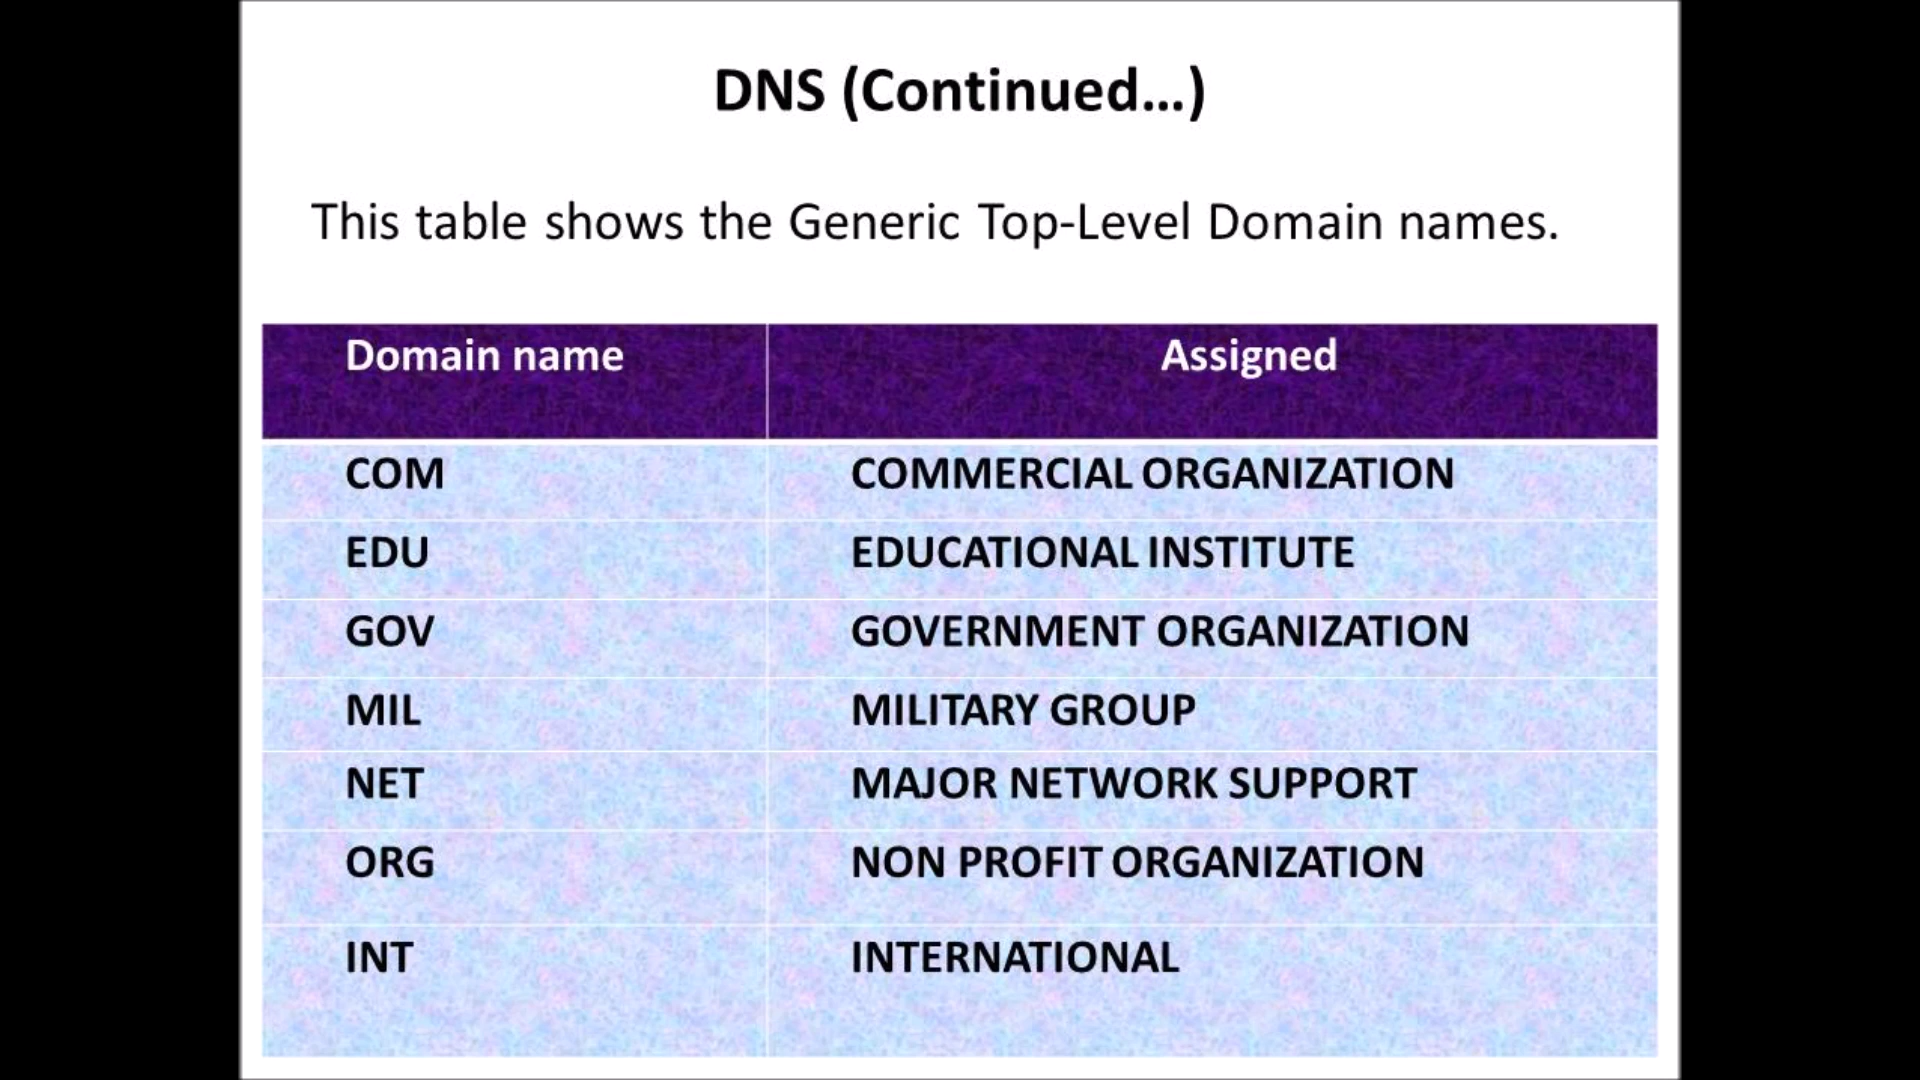 DNS (Continued...)
This table shows the Generic Top-Level Domain names.
Domain name Assigned
COM COMMERCIAL ORGANIZATION
EDU EDUCATIONAL INSTITUTE
GOV GOVERNMENT ORGANIZATION
MIL MILITARY GROUP
NET MAJOR NETWORK SUPPORT
ORG NON PROFIT ORGANIZATION
INT INTERNATIONAL